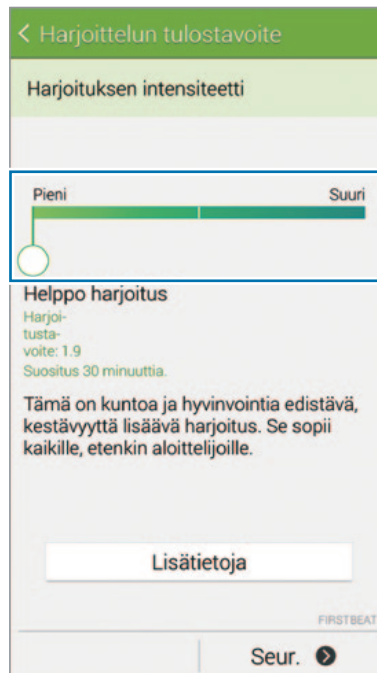 Harjoittelun tulostavoite
Harjoituksen intensiteetti
Pieni Suuri
Helppo harjoitus
Harjoi-
tusta-
voite: 1.9
Suositus 30 minuuttia.
Tämä on kuntoa ja hyvinvointia edistävä,
kestävyyttä lisäävä harjoitus. Se sopii
kaikille, etenkin aloittelijoille.
Lisätietoja
FIRSTBEAT
Seur.